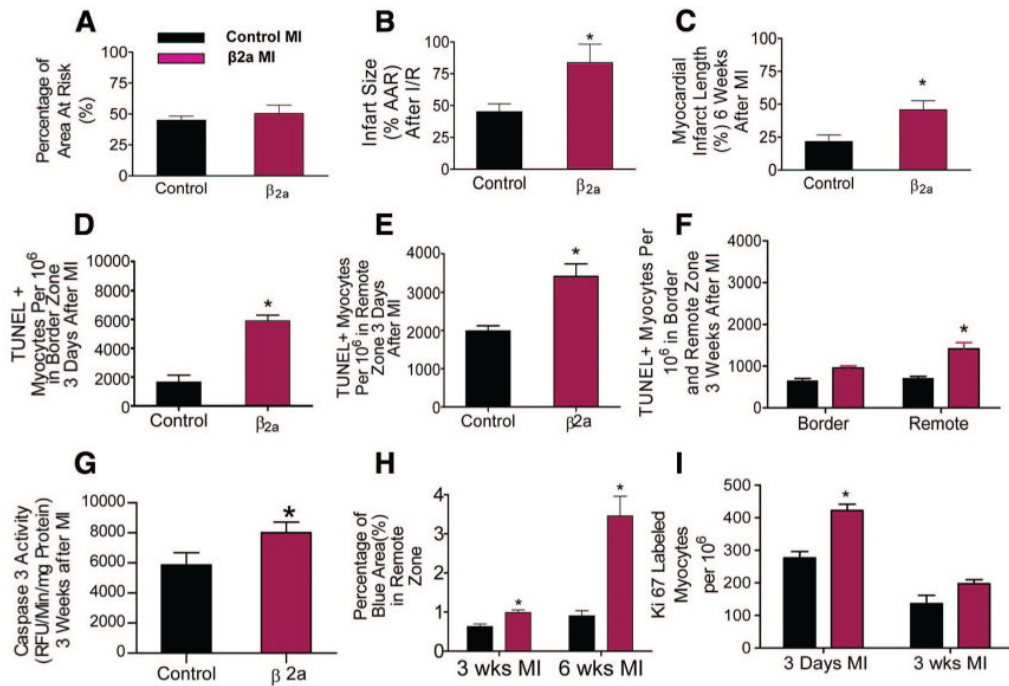 A
Control MI
β2a MI
Percentage of
Area At Risk
(%)
100
75
50
25
0
Control
β2a
B
Infart Size
(% AAR)
After I/R
100
75
50
25
0
*
Control
β2a
C
Myocardial
Infarct Length
(%) 6 Weeks
After MI
100
75
50
25
0
*
Control
β2a
D
TUNEL +
Myocytes Per 10^6
in Border Zone
3 Days After MI
10000
8000
6000
4000
2000
0
*
Control
β2a
E
TUNEL+ Myocytes
Per 10^6 in Remote
Zone 3 Days
After MI
4000
3000
2000
1000
0
*
Control
β2a
F
TUNEL+ Myocytes Per
10^6 in Border
and Remote Zone
3 Weeks After MI
4000
3000
2000
1000
0
*
Border
Remote
G
Caspase 3 Activity
(RFU/Min/mg Protein)
3 Weeks after MI
10000
8000
6000
4000
2000
0
*
Control
β 2a
H
Percentage of
Blue Area(%)
in Remote
Zone
4
2
1
0
*
*
3 wks MI
6 wks MI
I
Ki 67 Labeled
Myocytes
per 10^6
500
400
300
200
100
0
*
3 Days MI
3 wks MI